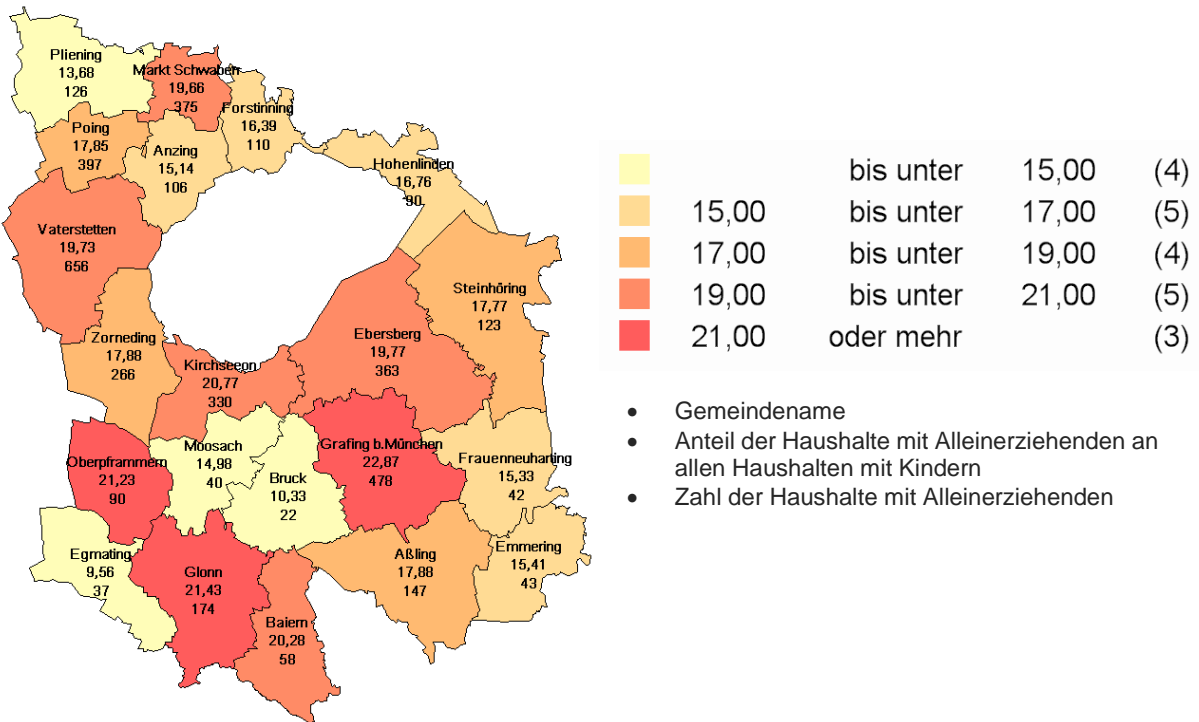 Pliening
13,68
126
Markt Schwaben
19,66
375
Forstinning
16,39
110
Poing
17,85
397
Anzing
15,14
106
Hohenlinden
16,76
90
Vaterstetten
19,73
656
Steinhöring
17,77
123
Zorneding
17,88
266
Ebersberg
19,77
363
Kirchseeon
20,77
330
Moosach
14,98
40
Grafing b.München
22,87
478
Oberpframmern
21,23
90
Bruck
10,33
22
Frauenneuharting
15,33
42
Egmating
9,56
37
Glonn
21,43
174
Aßling
17,88
147
Emmering
15,41
43
Baiern
20,28
58
bis unter 15,00 (4)
15,00 bis unter 17,00 (5)
17,00 bis unter 19,00 (4)
19,00 bis unter 21,00 (5)
21,00 oder mehr (3)
• Gemeindename
• Anteil der Haushalte mit Alleinerziehenden an
allen Haushalten mit Kindern
• Zahl der Haushalte mit Alleinerziehenden